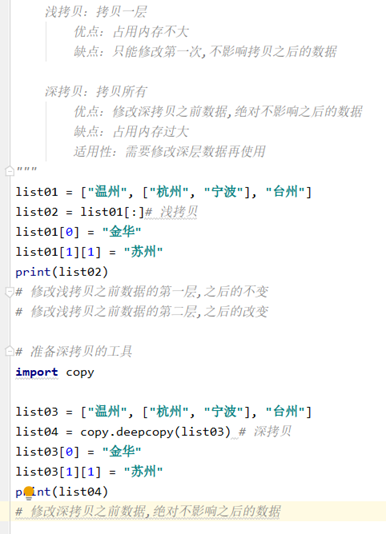 浅拷贝：拷贝一层
优点：占用内存不大
缺点：只能修改第一次,不影响拷贝之后的数据
深拷贝：拷贝所有
优点：修改深拷贝之前数据,绝对不影响之后的数据
缺点：占用内存过大
适用性：需要修改深层数据再使用
"""
list01 = ["温州", ["杭州", "宁波"], "台州"]
list02 = list01[:]# 浅拷贝
list01[0] = "金华"
list01[1][1] = "苏州"
print(list02)
# 修改浅拷贝之前数据的第一层,之后的不变
# 修改浅拷贝之前数据的第二层,之后的改变
# 准备深拷贝的工具
import copy
list03 = ["温州", ["杭州", "宁波"], "台州"]
list04 = copy.deepcopy(list03) # 深拷贝
list03[0] = "金华"
list03[1][1] = "苏州"
print(list04)
# 修改深拷贝之前数据,绝对不影响之后的数据